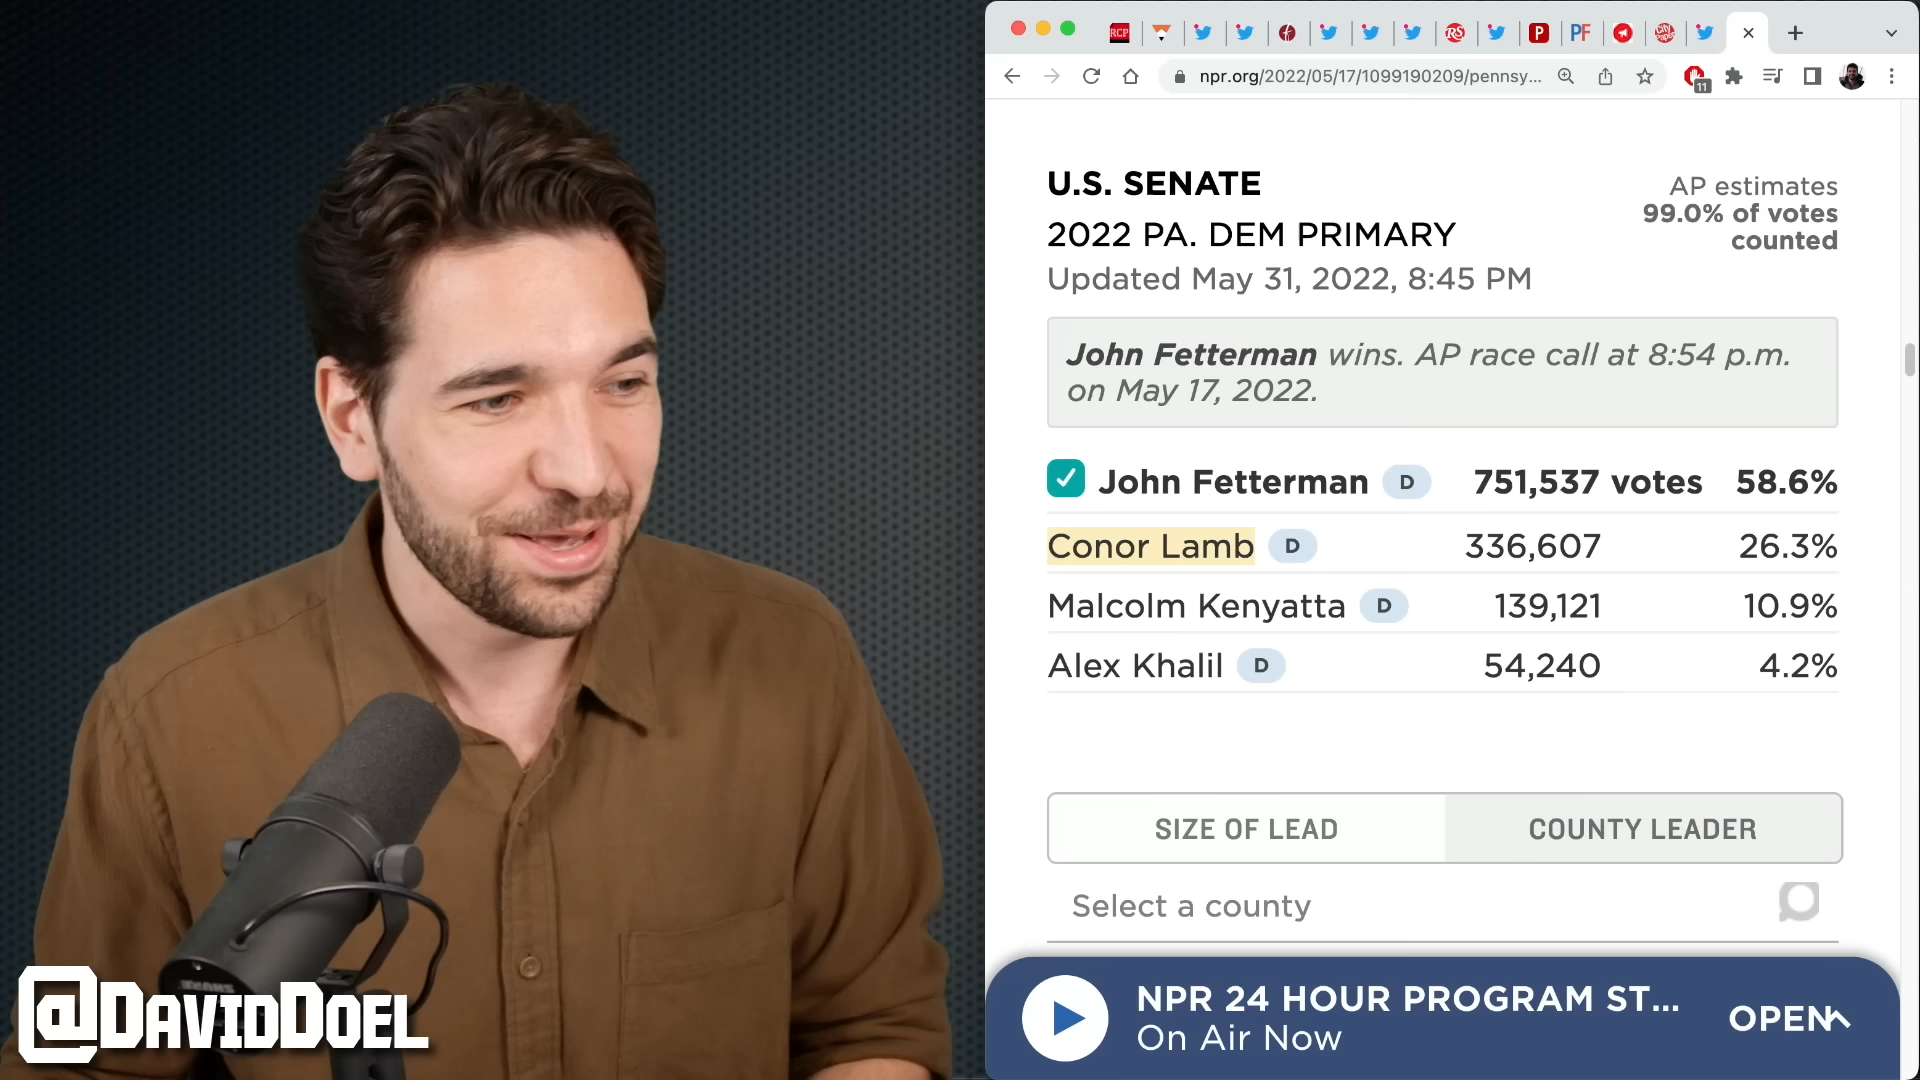 RCP
RS
P
PF
npr.org/2022/05/17/1099190209/pennsy...
11
U.S. SENATE
AP estimates
99.0% of votes
counted
2022 PA. DEM PRIMARY
Updated May 31, 2022, 8:45 PM
John Fetterman wins. AP race call at 8:54 p.m.
on May 17, 2022.
John Fetterman D 751,537 votes 58.6%
Conor Lamb D 336,607 26.3%
Malcolm Kenyatta D 139,121 10.9%
Alex Khalil D 54,240 4.2%
SIZE OF LEAD COUNTY LEADER
Select a county
NPR 24 HOUR PROGRAM ST...
On Air Now
OPEN
@DAVIDDOEL